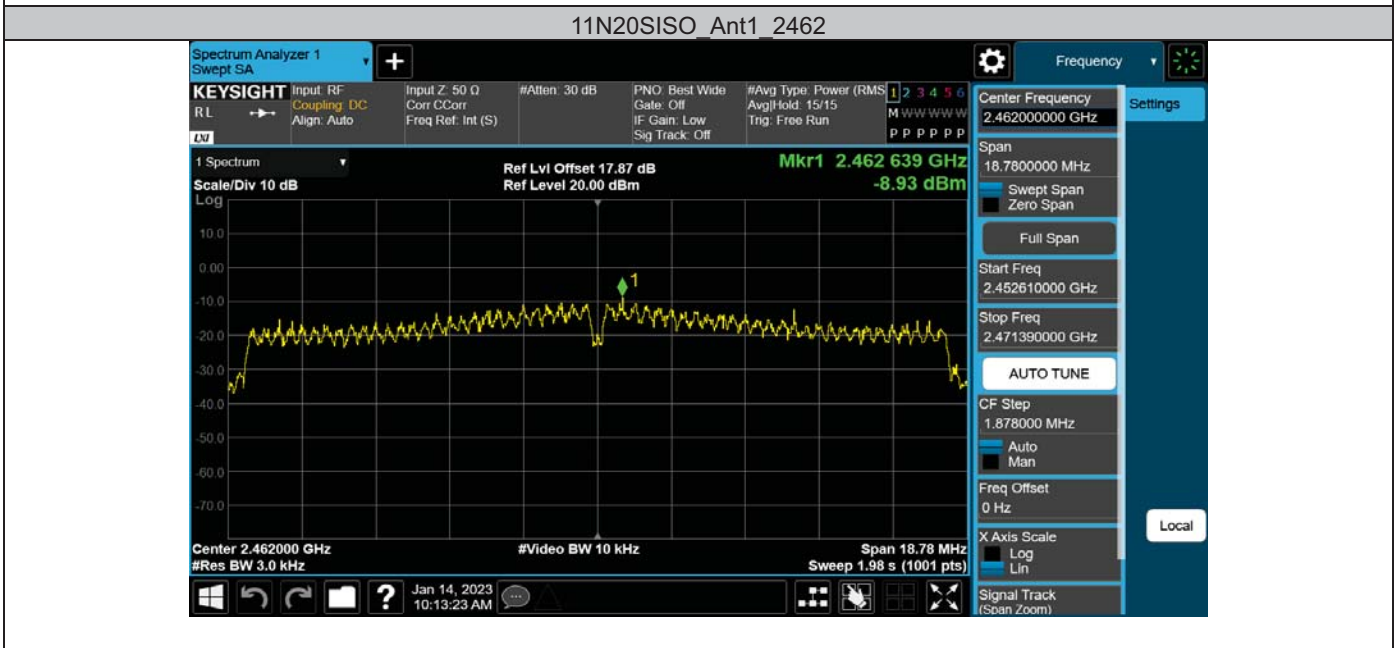 11N20SISO_Ant1_2462
Spectrum Analyzer 1
Swept SA
+
Frequency
KEYSIGHT
RL
LXI
Input: RF
Coupling: DC
Align: Auto
Input Z: 50 Ω
Corr CCorr
Freq Ref: Int (S)
#Atten: 30 dB
PNO: Best Wide
Gate: Off
IF Gain: Low
Sig Track: Off
#Avg Type: Power (RMS
Avg|Hold: 15/15
Trig: Free Run
1 2 3 4 5 6
M W W W W W
P P P P P P
1 Spectrum
Scale/Div 10 dB
Log
Ref Lvl Offset 17.87 dB
Ref Level 20.00 dBm
Mkr1 2.462 639 GHz
-8.93 dBm
10.0
0.00
-10.0
-20.0
-30.0
-40.0
-50.0
-60.0
-70.0
1
Center 2.462000 GHz
#Res BW 3.0 kHz
#Video BW 10 kHz
Span 18.78 MHz
Sweep 1.98 s (1001 pts)
Center Frequency
2.462000000 GHz
Settings
Span
18.7800000 MHz
Swept Span
Zero Span
Full Span
Start Freq
2.452610000 GHz
Stop Freq
2.471390000 GHz
AUTO TUNE
CF Step
1.878000 MHz
Auto
Man
Freq Offset
0 Hz
X Axis Scale
Log
Lin
Local
Signal Track
(Span Zoom)
?
Jan 14, 2023
10:13:23 AM